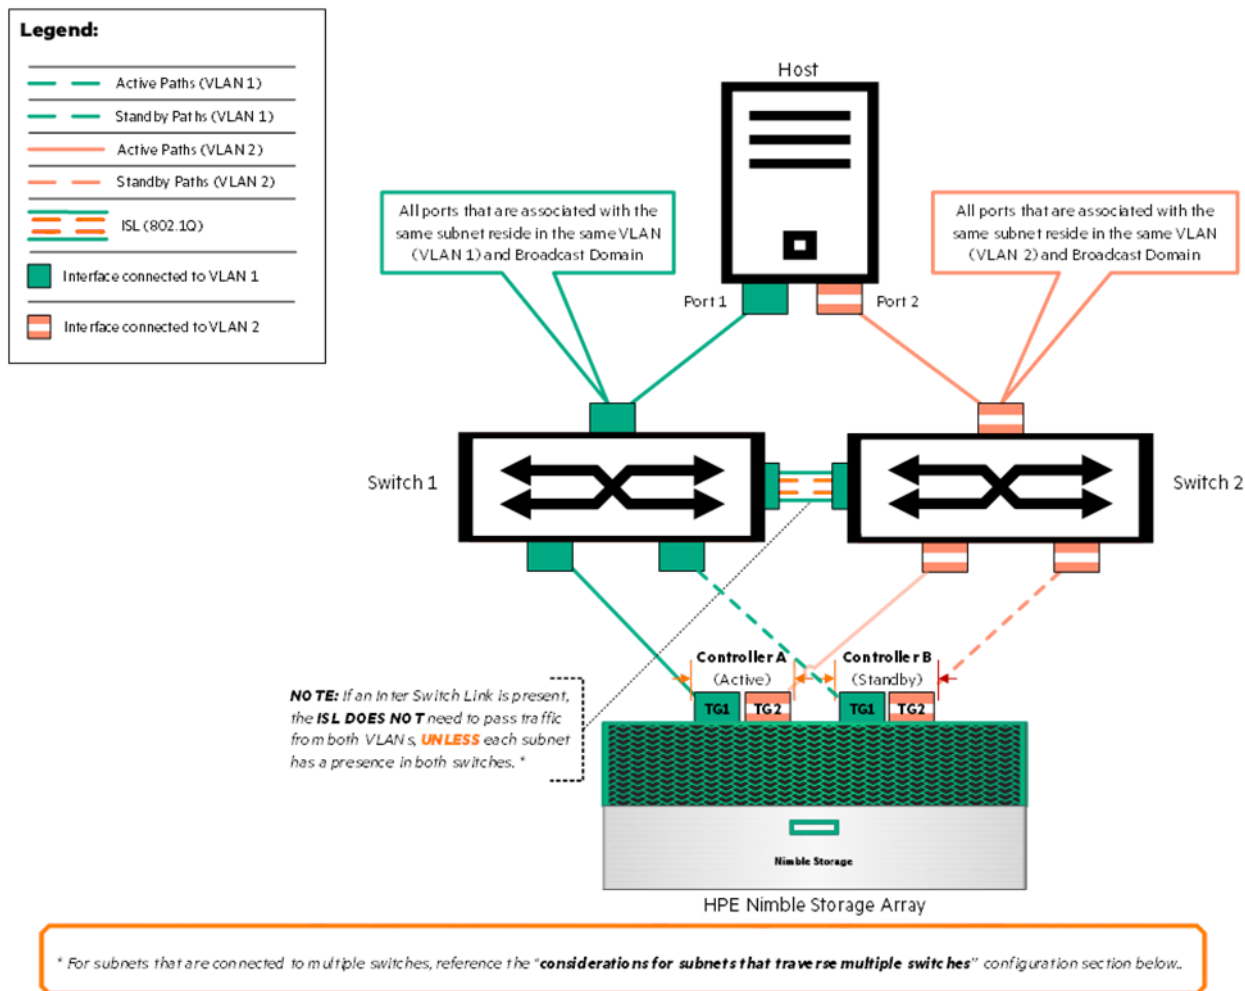 Legend:
Active Paths (VLAN 1)
Standby Paths (VLAN 1)
Active Paths (VLAN 2)
Standby Paths (VLAN 2)
ISL (802.1Q)
Interface connected to VLAN 1
Interface connected to VLAN 2
Host
All ports that are associated with the
same subnet reside in the same VLAN
(VLAN 1) and Broadcast Domain
All ports that are associated with the
same subnet reside in the same VLAN
(VLAN 2) and Broadcast Domain
Port 1
Port 2
Switch 1
Switch 2
Controller A
(Active)
Controller B
(Standby)
TG1
TG2
TG1
TG2
NOTE: If an Inter Switch Link is present,
the ISL DOES NOT need to pass traffic
from both VLANs, UNLESS each subnet
has a presence in both switches. *
Nimble Storage
HPE Nimble Storage Array
* For subnets that are connected to multiple switches, reference the "considerations for subnets that traverse multiple switches" configuration section below..